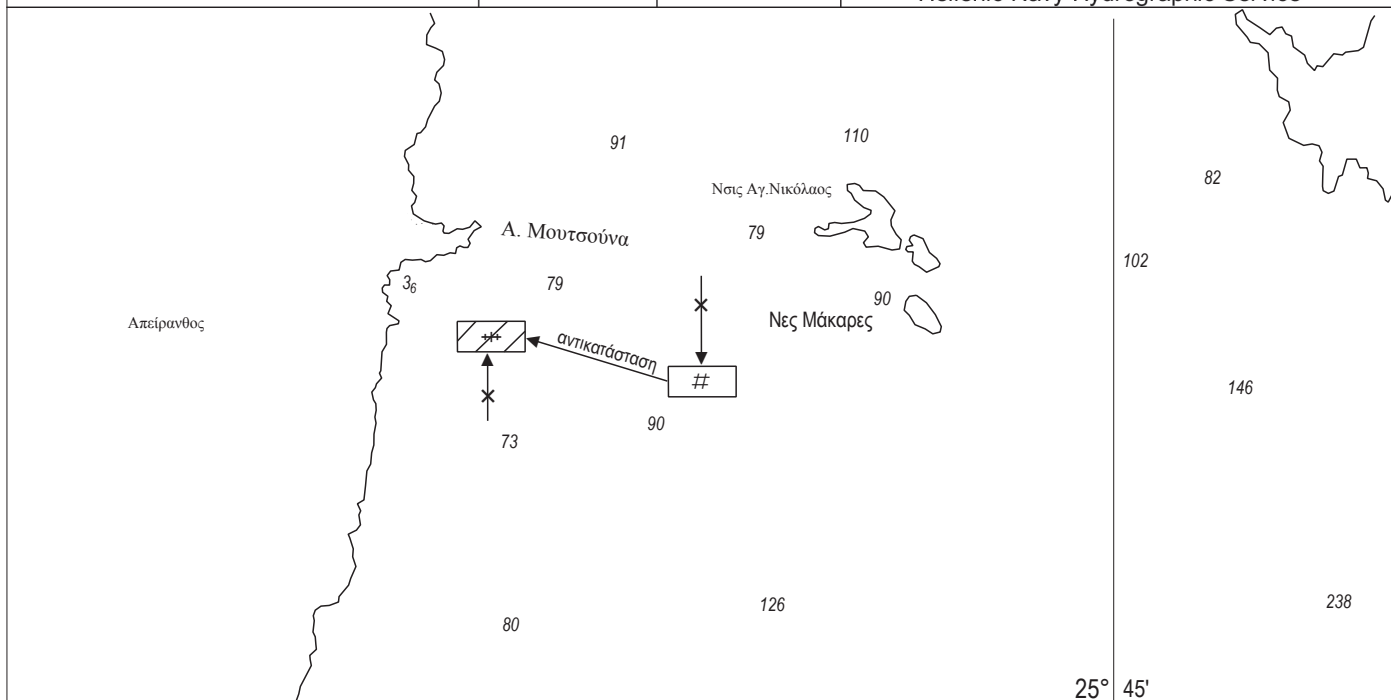 Hellenic Navy Hydrographic Service
91
110
82
Νσις Αγ.Νικόλαος
Α. Μουτσούνα
79
102
3₆
79
90
Νες Μάκαρες
Απείρανθος
αντικατάσταση
#
146
90
73
126
238
80
25° 45'